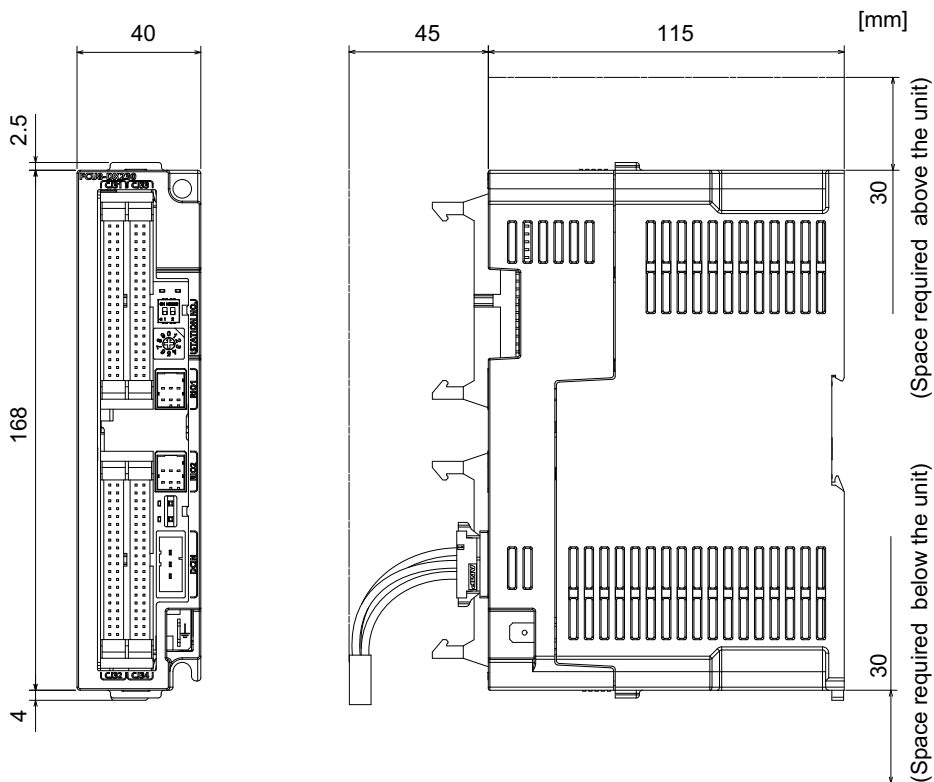 [mm]
40
45
115
2.5
168
4
30
(Space required above the unit)
30
(Space required below the unit)
FCU8-DX230
CJ31 CJ33
STATION NO.
RIO1
RIO2
DCIN
CJ32 CJ34